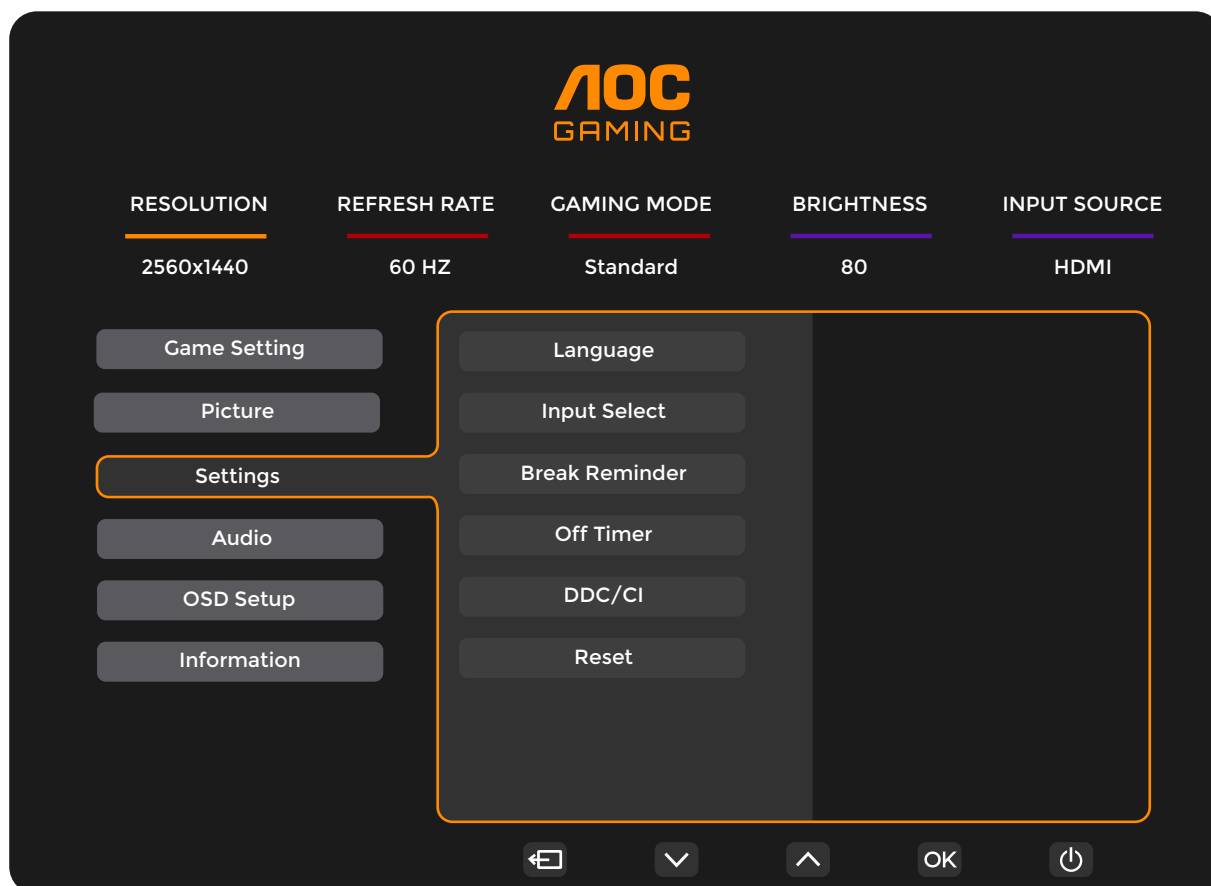 AOC
GAMING
RESOLUTION REFRESH RATE GAMING MODE BRIGHTNESS INPUT SOURCE
2560x1440 60 HZ Standard 80 HDMI
Game Setting
Picture
Settings
Audio
OSD Setup
Information
Language
Input Select
Break Reminder
Off Timer
DDC/CI
Reset
OK